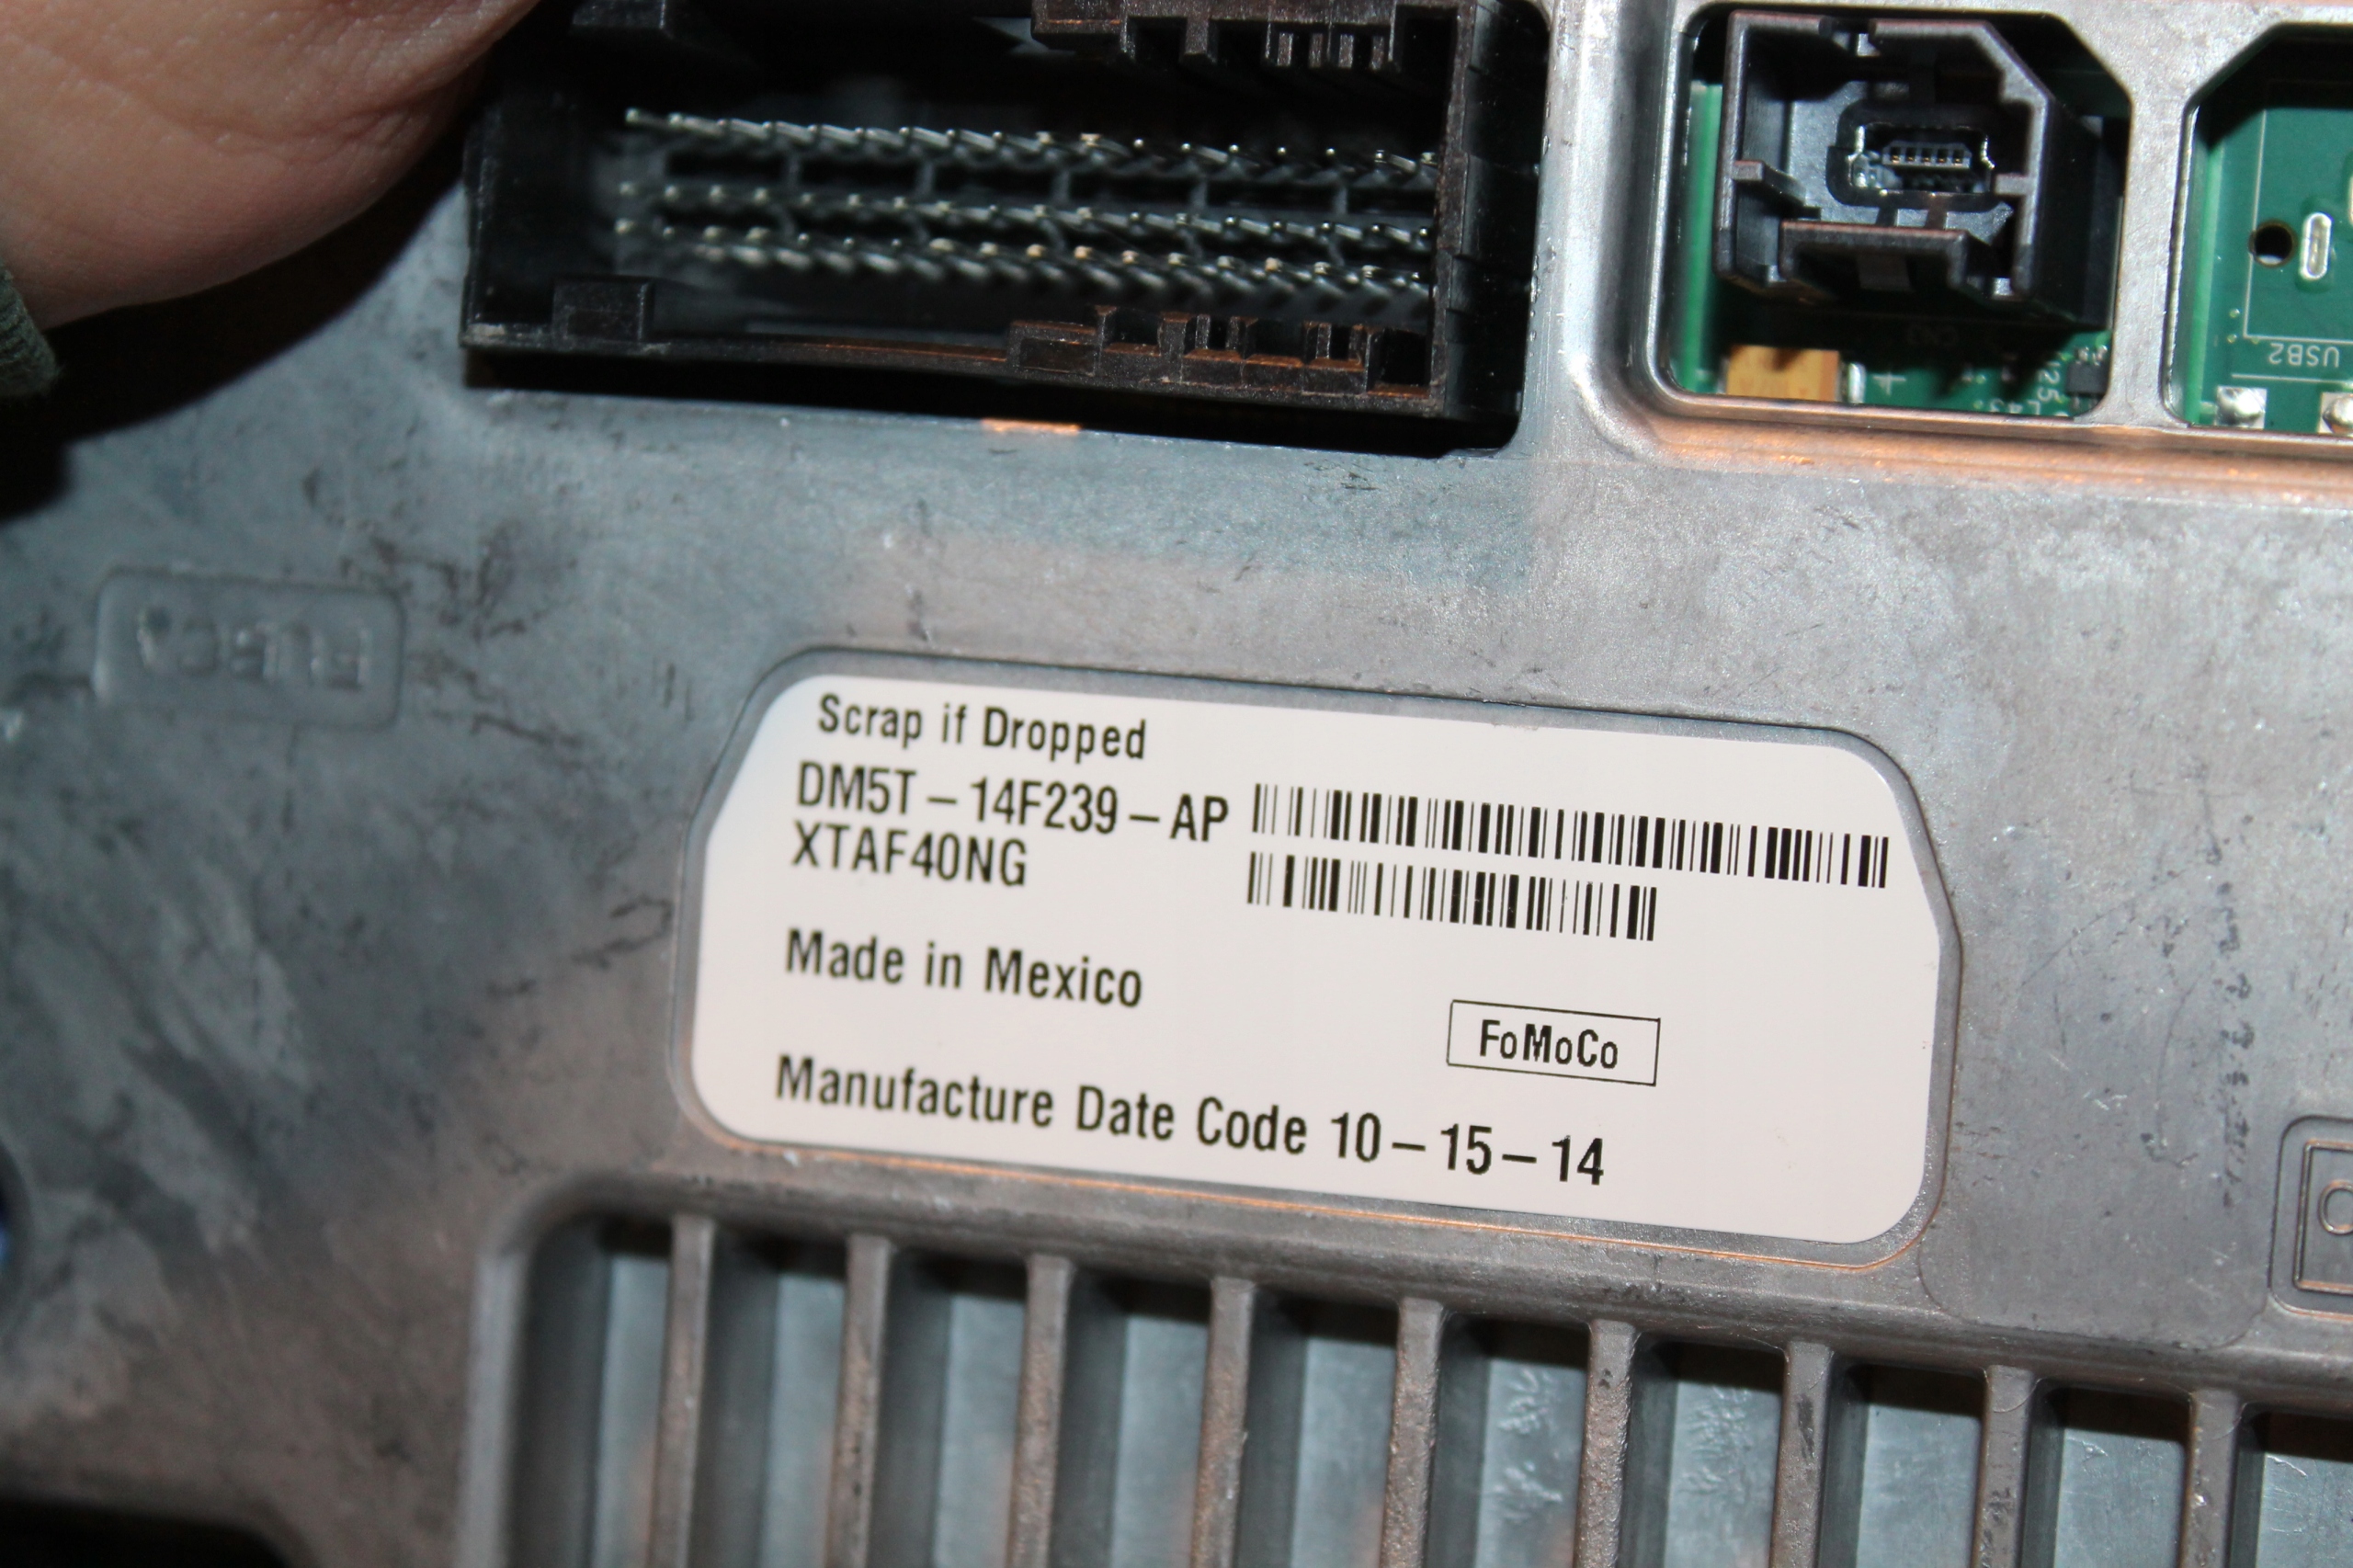 USB2
Scrap if Dropped
DM5T-14F239-AP
XTAF40NG
Made in Mexico
FoMoCo
Manufacture Date Code 10-15-14